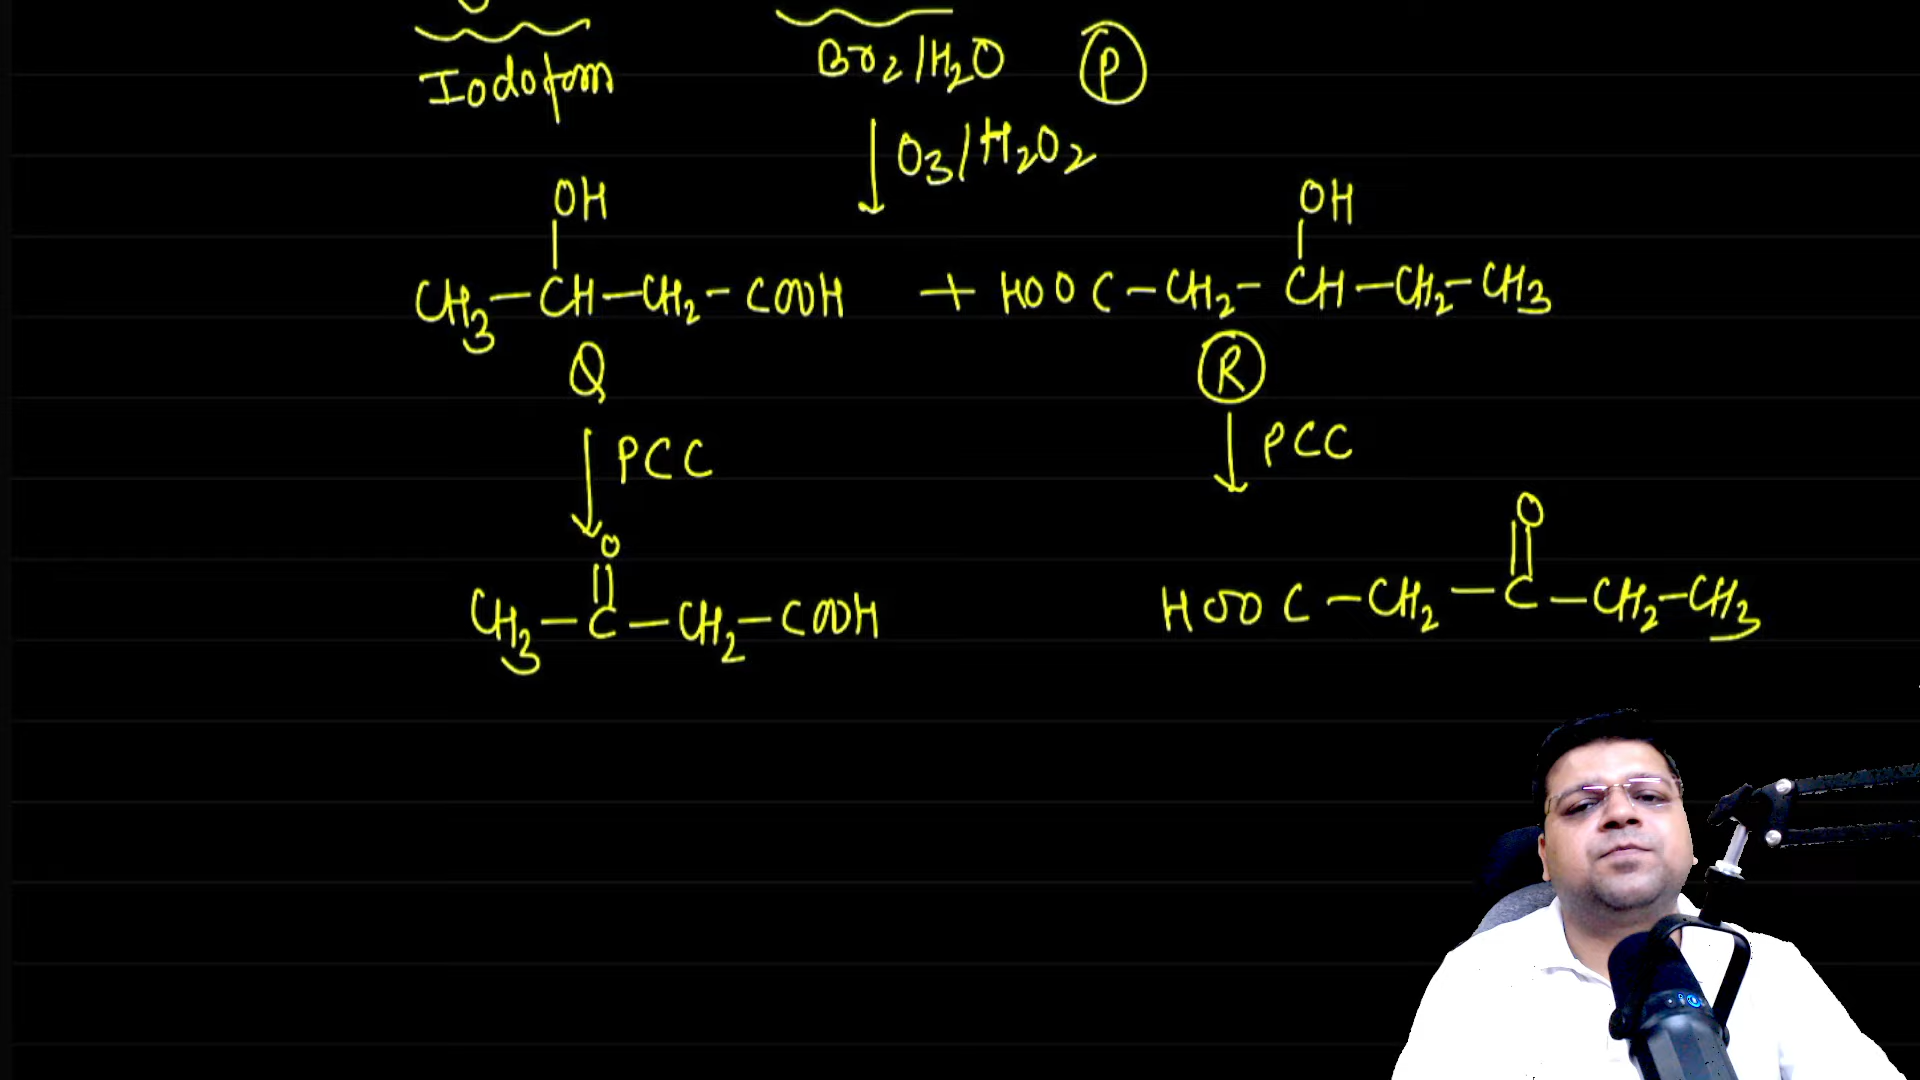 Iodoform
Br2/H2O P
O3/H2O2
OH OH
CH3-CH-CH2-COOH + HOOC-CH2-CH-CH2-CH3
Q R
PCC PCC
O O
CH3-C-CH2-COOH HOOC-CH2-C-CH2-CH3